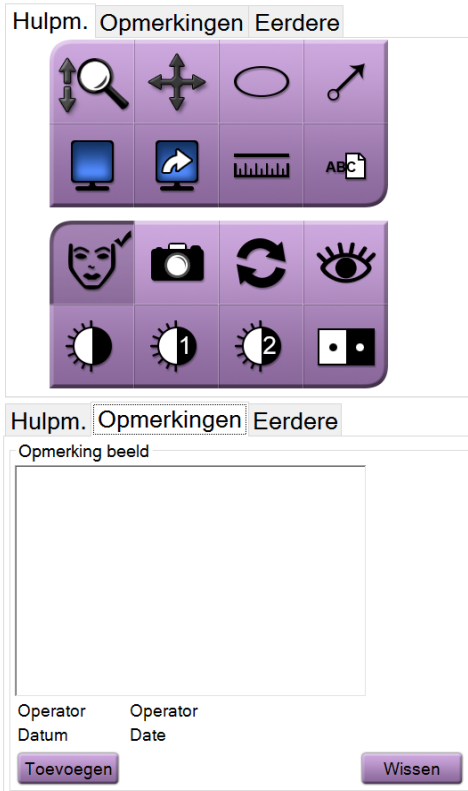 Hulpm. Opmerkingen Eerdere
ABC
1 2
Hulpm. Opmerkingen Eerdere
Opmerking beeld
Operator Operator
Datum Date
Toevoegen Wissen